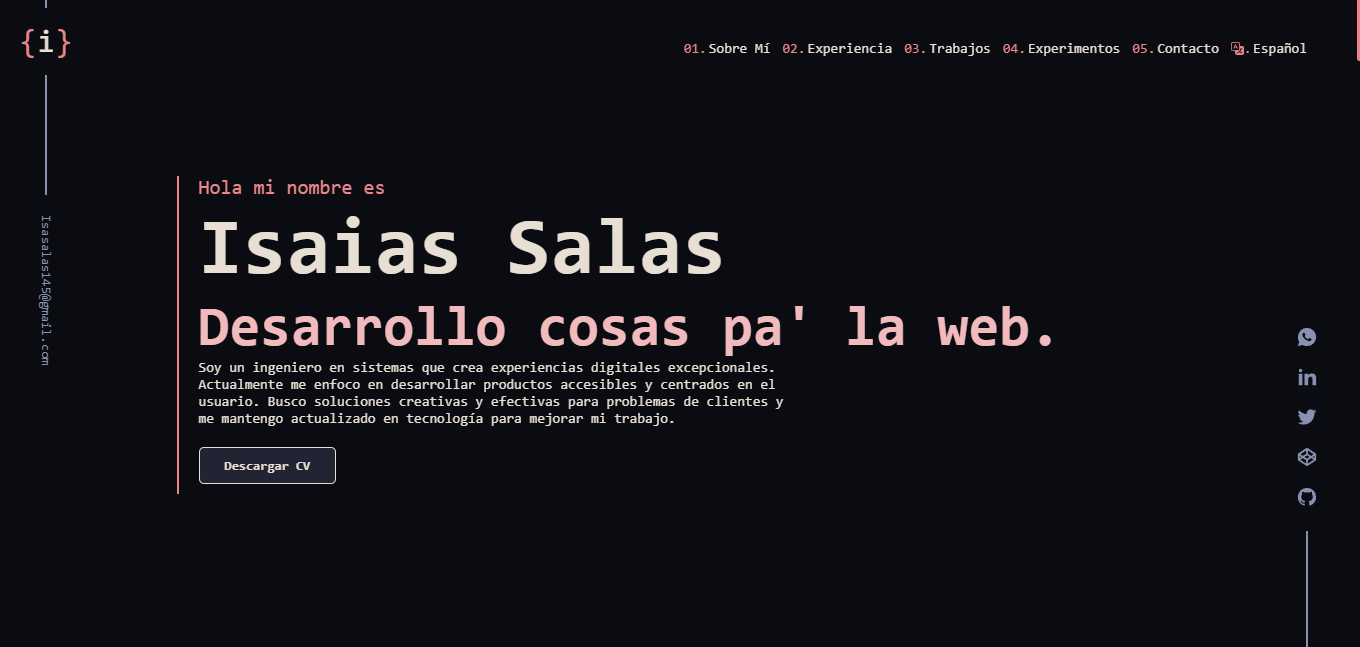 {i}
01. Sobre Mí 02. Experiencia 03. Trabajos 04. Experimentos 05. Contacto . Español
Isasalas145@gmail.com
Hola mi nombre es
Isaias Salas
Desarrollo cosas pa' la web.
Soy un ingeniero en sistemas que crea experiencias digitales excepcionales.
Actualmente me enfoco en desarrollar productos accesibles y centrados en el
usuario. Busco soluciones creativas y efectivas para problemas de clientes y
me mantengo actualizado en tecnología para mejorar mi trabajo.
Descargar CV
in